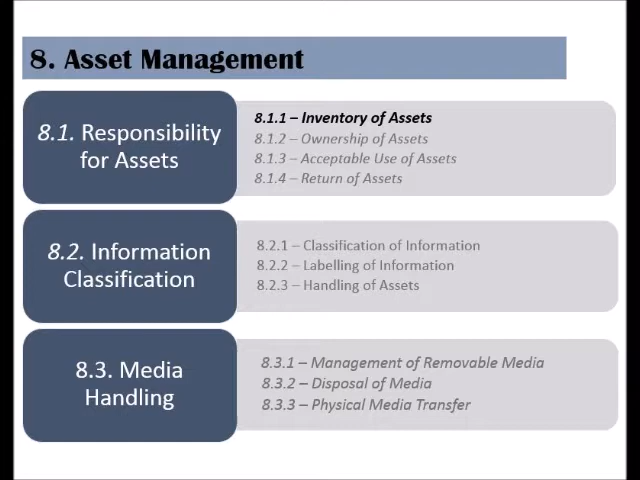 8. Asset Management
8.1. Responsibility
for Assets
8.1.1 – Inventory of Assets
8.1.2 – Ownership of Assets
8.1.3 – Acceptable Use of Assets
8.1.4 – Return of Assets
8.2. Information
Classification
8.2.1 – Classification of Information
8.2.2 – Labelling of Information
8.2.3 – Handling of Assets
8.3. Media
Handling
8.3.1 – Management of Removable Media
8.3.2 – Disposal of Media
8.3.3 – Physical Media Transfer